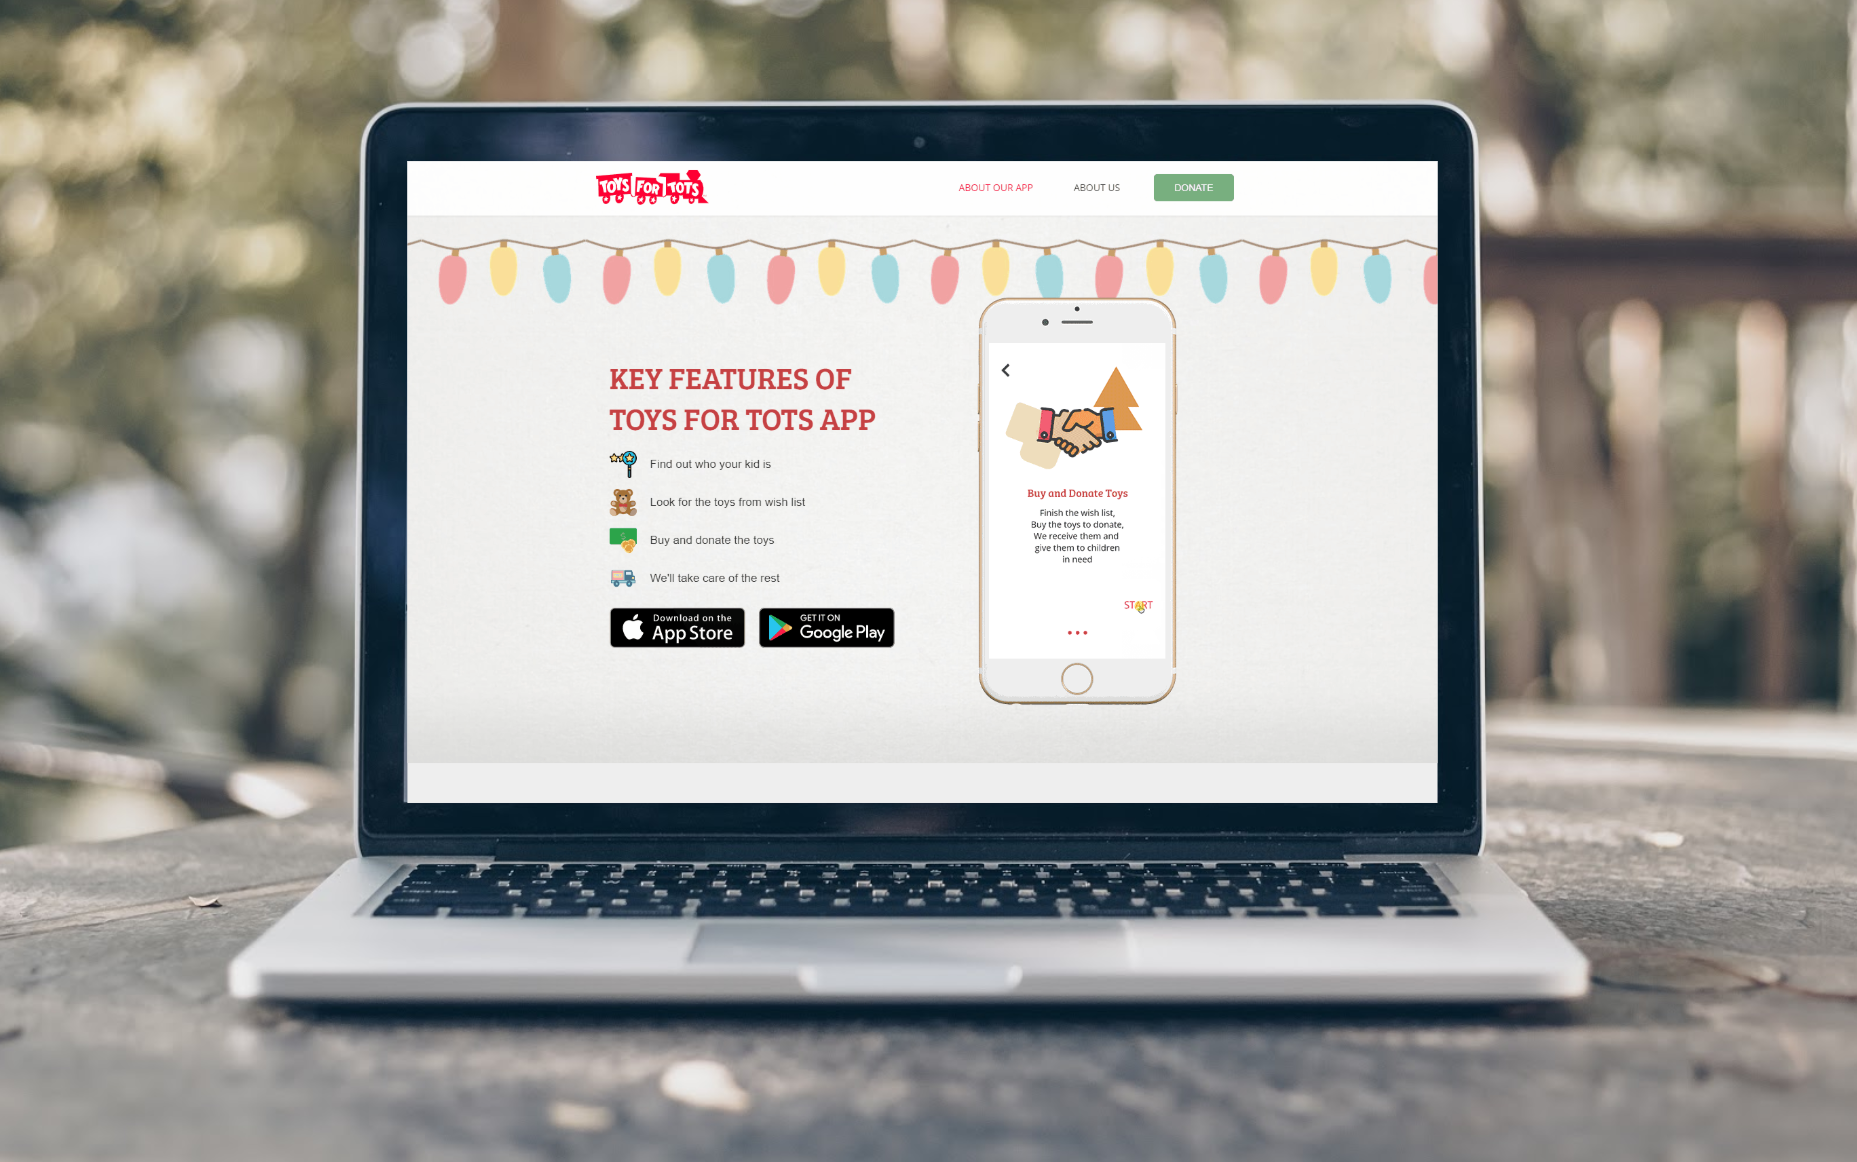 TOYS FOR TOTS
ABOUT OUR APP
ABOUT US
DONATE
KEY FEATURES OF
TOYS FOR TOTS APP
Find out who your kid is
Look for the toys from wish list
Buy and donate the toys
We'll take care of the rest
Download on the
App Store
GET IT ON
Google Play
Buy and Donate Toys
Finish the wish list,
Buy the toys to donate,
We receive them and
give them to children
in need
START